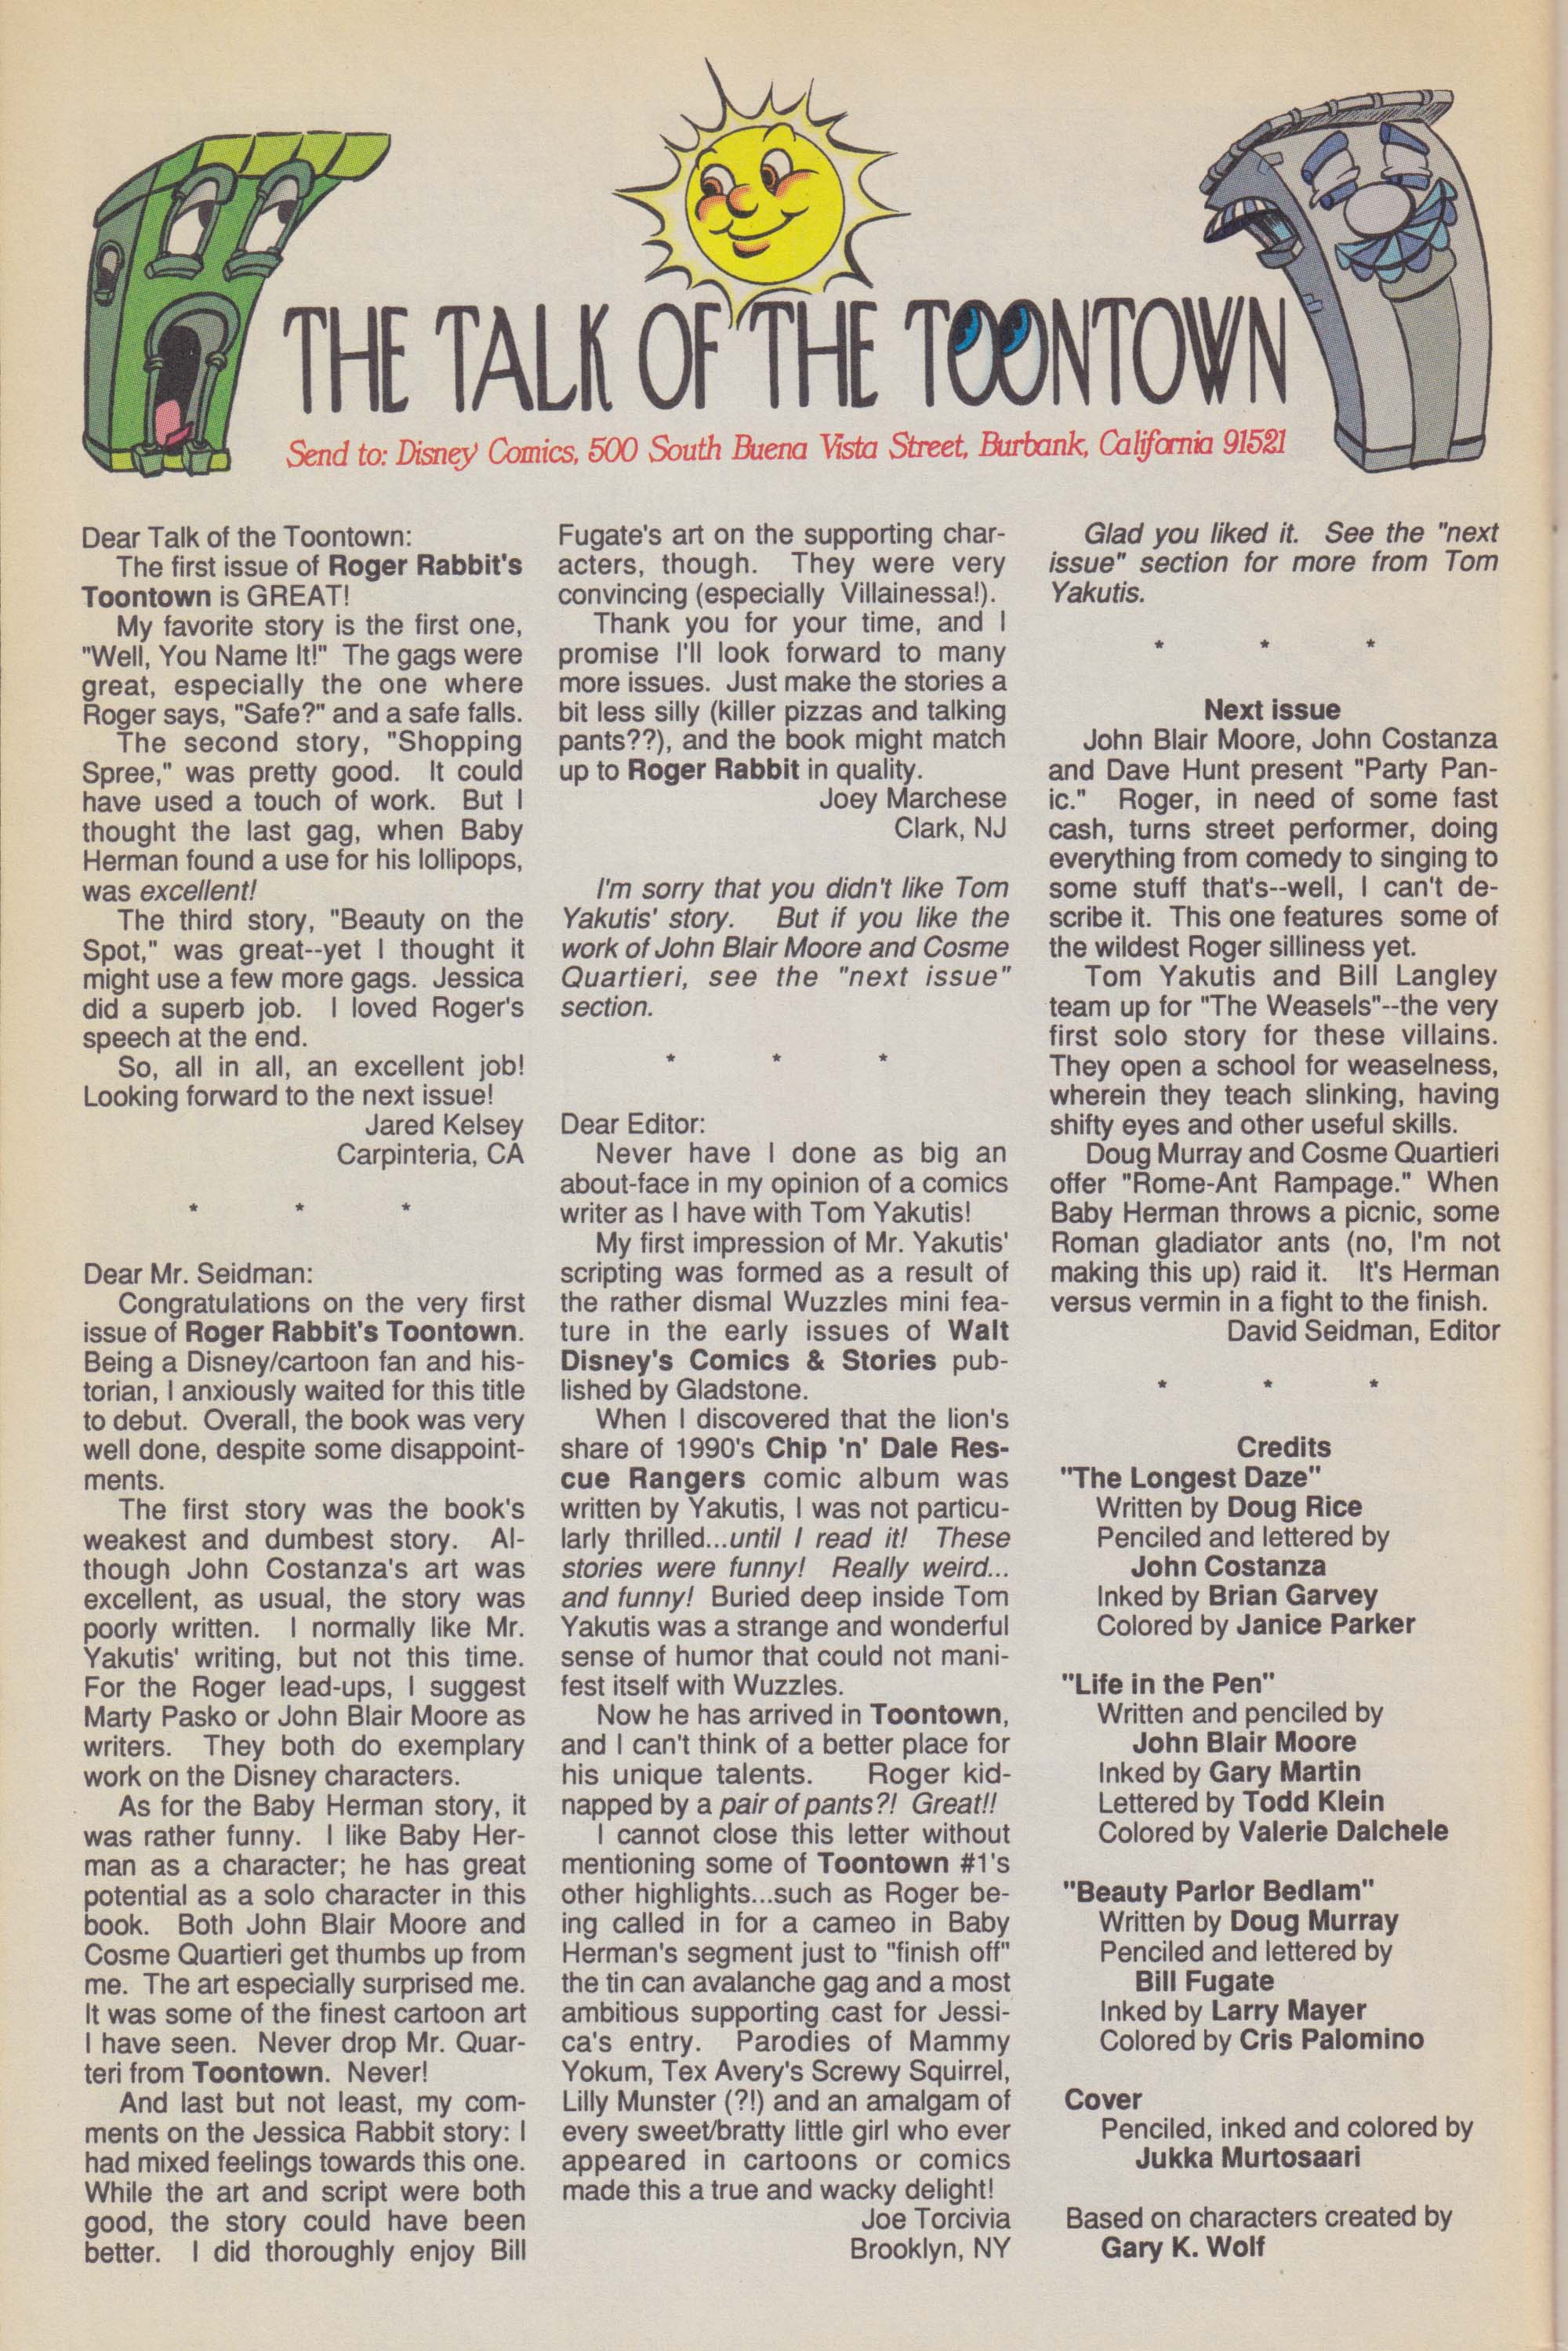 THE TALK OF THE TOONTOWN
Send to: Disney Comics, 500 South Buena Vista Street, Burbank, California 91521
Dear Talk of the Toontown:
The first issue of Roger Rabbit's
Toontown is GREAT!
My favorite story is the first one,
"Well, You Name It!" The gags were
great, especially the one where
Roger says, "Safe?" and a safe falls.
The second story, "Shopping
Spree," was pretty good. It could
have used a touch of work. But I
thought the last gag, when Baby
Herman found a use for his lollipops,
was excellent!
The third story, "Beauty on the
Spot," was great--yet I thought it
might use a few more gags. Jessica
did a superb job. I loved Roger's
speech at the end.
So, all in all, an excellent job!
Looking forward to the next issue!
Jared Kelsey
Carpinteria, CA
* * *
Dear Mr. Seidman:
Congratulations on the very first
issue of Roger Rabbit's Toontown.
Being a Disney/cartoon fan and his-
torian, I anxiously waited for this title
to debut. Overall, the book was very
well done, despite some disappoint-
ments.
The first story was the book's
weakest and dumbest story. Al-
though John Costanza's art was
excellent, as usual, the story was
poorly written. I normally like Mr.
Yakutis' writing, but not this time.
For the Roger lead-ups, I suggest
Marty Pasko or John Blair Moore as
writers. They both do exemplary
work on the Disney characters.
As for the Baby Herman story, it
was rather funny. I like Baby Her-
man as a character; he has great
potential as a solo character in this
book. Both John Blair Moore and
Cosme Quartieri get thumbs up from
me. The art especially surprised me.
It was some of the finest cartoon art
I have seen. Never drop Mr. Quar-
teri from Toontown. Never!
And last but not least, my com-
ments on the Jessica Rabbit story: I
had mixed feelings towards this one.
While the art and script were both
good, the story could have been
better. I did thoroughly enjoy Bill
Fugate's art on the supporting char-
acters, though. They were very
convincing (especially Villainessa!).
Thank you for your time, and I
promise I'll look forward to many
more issues. Just make the stories a
bit less silly (killer pizzas and talking
pants??), and the book might match
up to Roger Rabbit in quality.
Joey Marchese
Clark, NJ
I'm sorry that you didn't like Tom
Yakutis' story. But if you like the
work of John Blair Moore and Cosme
Quartieri, see the "next issue"
section.
* * *
Dear Editor:
Never have I done as big an
about-face in my opinion of a comics
writer as I have with Tom Yakutis!
My first impression of Mr. Yakutis'
scripting was formed as a result of
the rather dismal Wuzzles mini fea-
ture in the early issues of Walt
Disney's Comics & Stories pub-
lished by Gladstone.
When I discovered that the lion's
share of 1990's Chip 'n' Dale Res-
cue Rangers comic album was
written by Yakutis, I was not particu-
larly thrilled...until I read it! These
stories were funny! Really weird...
and funny! Buried deep inside Tom
Yakutis was a strange and wonderful
sense of humor that could not mani-
fest itself with Wuzzles.
Now he has arrived in Toontown,
and I can't think of a better place for
his unique talents. Roger kid-
napped by a pair of pants?! Great!!
I cannot close this letter without
mentioning some of Toontown #1's
other highlights...such as Roger be-
ing called in for a cameo in Baby
Herman's segment just to "finish off"
the tin can avalanche gag and a most
ambitious supporting cast for Jessi-
ca's entry. Parodies of Mammy
Yokum, Tex Avery's Screwy Squirrel,
Lilly Munster (?!) and an amalgam of
every sweet/bratty little girl who ever
appeared in cartoons or comics
made this a true and wacky delight!
Joe Torcivia
Brooklyn, NY
Glad you liked it. See the "next
issue" section for more from Tom
Yakutis.
* * *
Next issue
John Blair Moore, John Costanza
and Dave Hunt present "Party Pan-
ic." Roger, in need of some fast
cash, turns street performer, doing
everything from comedy to singing to
some stuff that's--well, I can't de-
scribe it. This one features some of
the wildest Roger silliness yet.
Tom Yakutis and Bill Langley
team up for "The Weasels"--the very
first solo story for these villains.
They open a school for weaselness,
wherein they teach slinking, having
shifty eyes and other useful skills.
Doug Murray and Cosme Quartieri
offer "Rome-Ant Rampage." When
Baby Herman throws a picnic, some
Roman gladiator ants (no, I'm not
making this up) raid it. It's Herman
versus vermin in a fight to the finish.
David Seidman, Editor
* * *
Credits
"The Longest Daze"
Written by Doug Rice
Penciled and lettered by
John Costanza
Inked by Brian Garvey
Colored by Janice Parker
"Life in the Pen"
Written and penciled by
John Blair Moore
Inked by Gary Martin
Lettered by Todd Klein
Colored by Valerie Dalchele
"Beauty Parlor Bedlam"
Written by Doug Murray
Penciled and lettered by
Bill Fugate
Inked by Larry Mayer
Colored by Cris Palomino
Cover
Penciled, inked and colored by
Jukka Murtosaari
Based on characters created by
Gary K. Wolf